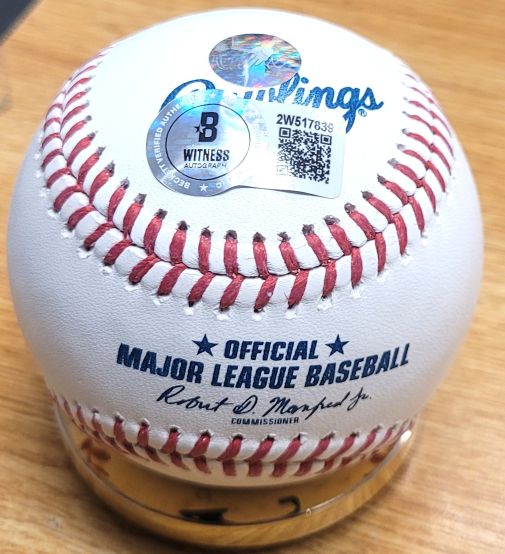 Rawlings®
BECKETT VERIFIED AUTHENTIC
B
WITNESS
AUTOGRAPH
2W517839
★ OFFICIAL ★
MAJOR LEAGUE BASEBALL
Robert D. Manfred Jr.
COMMISSIONER